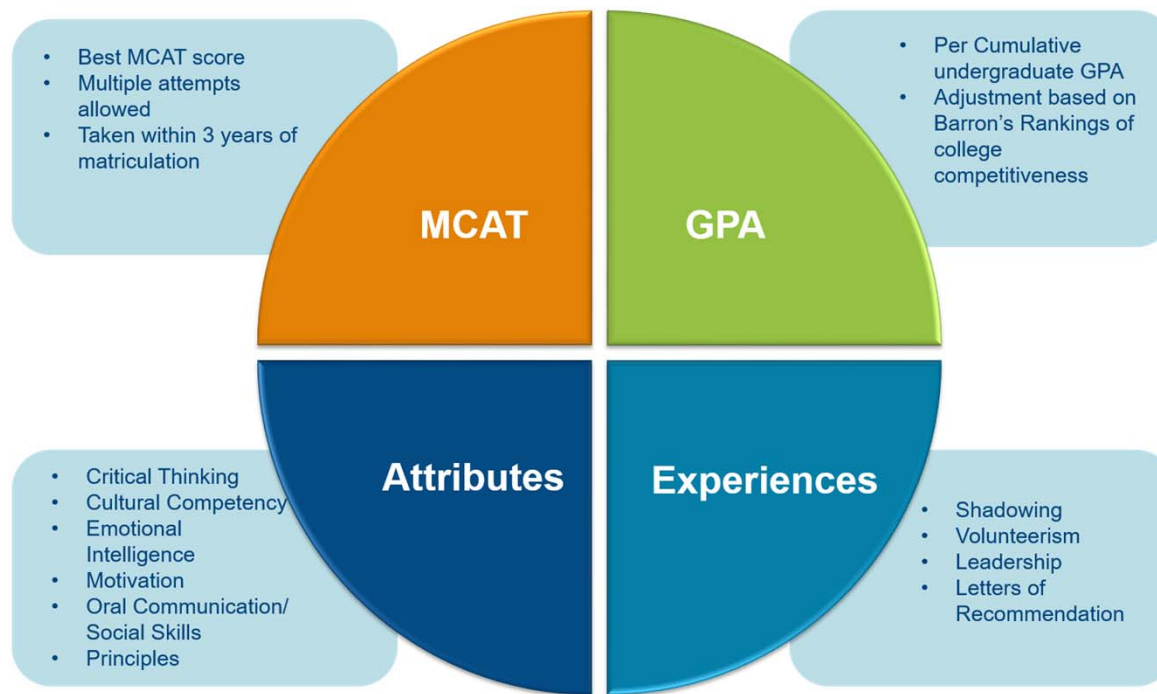 • Best MCAT score
• Multiple attempts
allowed
• Taken within 3 years of
matriculation
• Per Cumulative
undergraduate GPA
• Adjustment based on
Barron's Rankings of
college
competitiveness
MCAT
GPA
Attributes
Experiences
• Critical Thinking
• Cultural Competency
• Emotional
Intelligence
• Motivation
• Oral Communication/
Social Skills
• Principles
• Shadowing
• Volunteerism
• Leadership
• Letters of
Recommendation